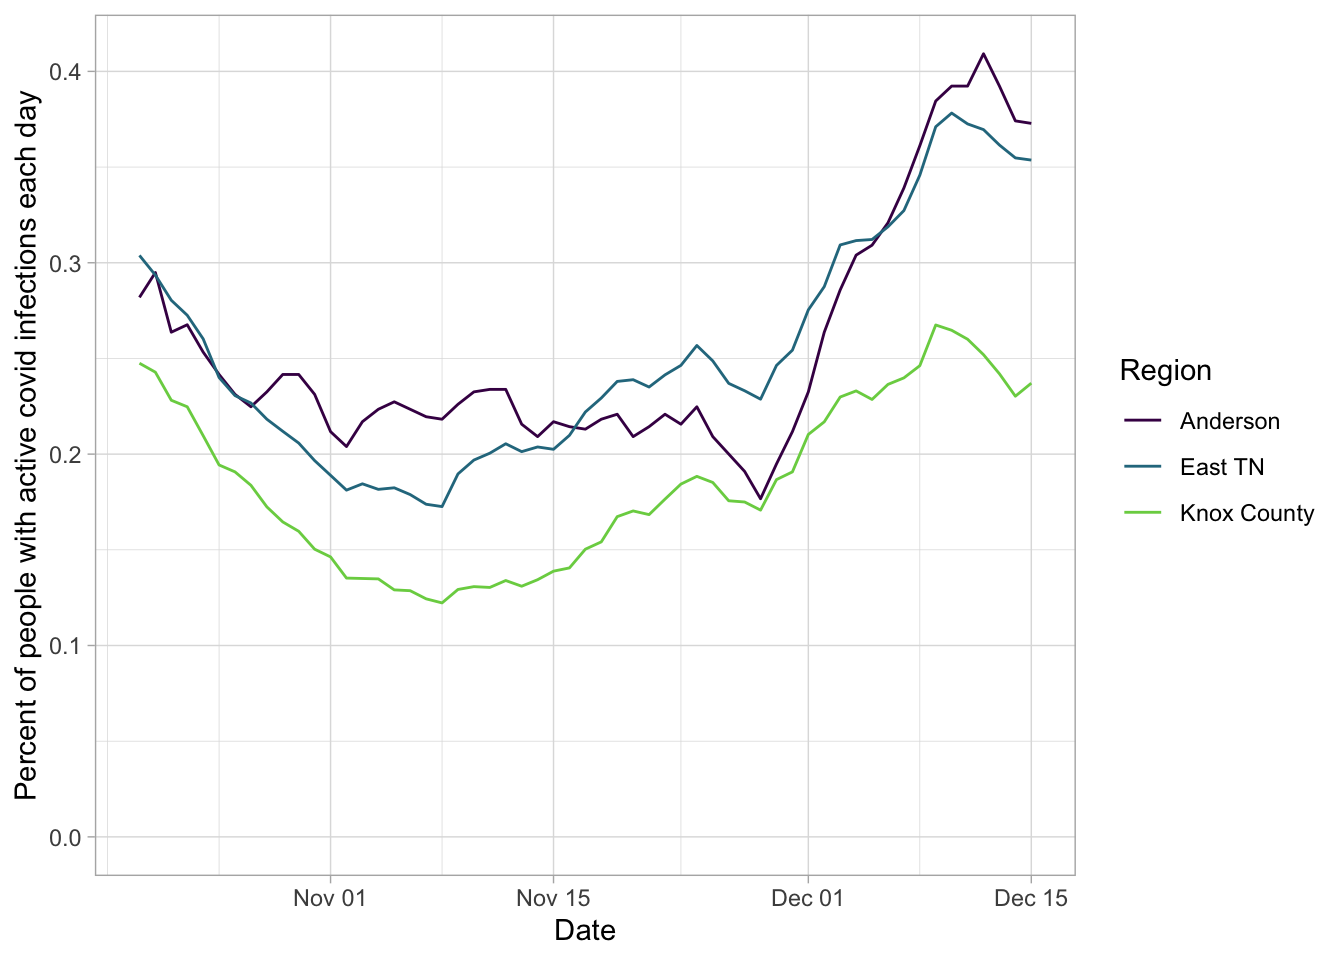 Percent of people with active covid infections each day
0.4
0.3
0.2
0.1
0.0
Nov 01
Nov 15
Dec 01
Dec 15
Date
Region
Anderson
East TN
Knox County